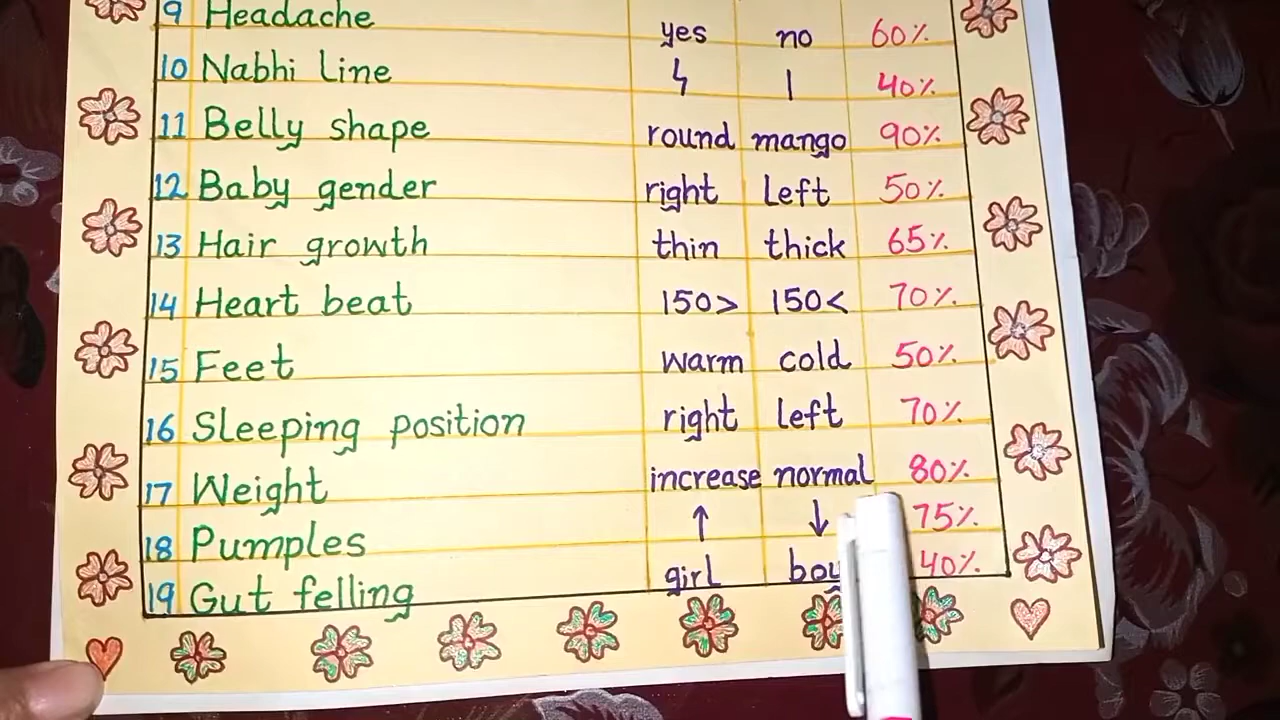 9 Headache yes no 60%
10 Nabhi line 40%
11 Belly shape round mango 90%
12 Baby gender right left 50%
13 Hair growth thin thick 65%
14 Heart beat 150> 150< 70%
15 Feet warm cold 50%
16 Sleeping position right left 70%
17 Weight increase normal 80%
18 Pumples ↑ ↓ 75%
19 Gut felling girl boy 40%